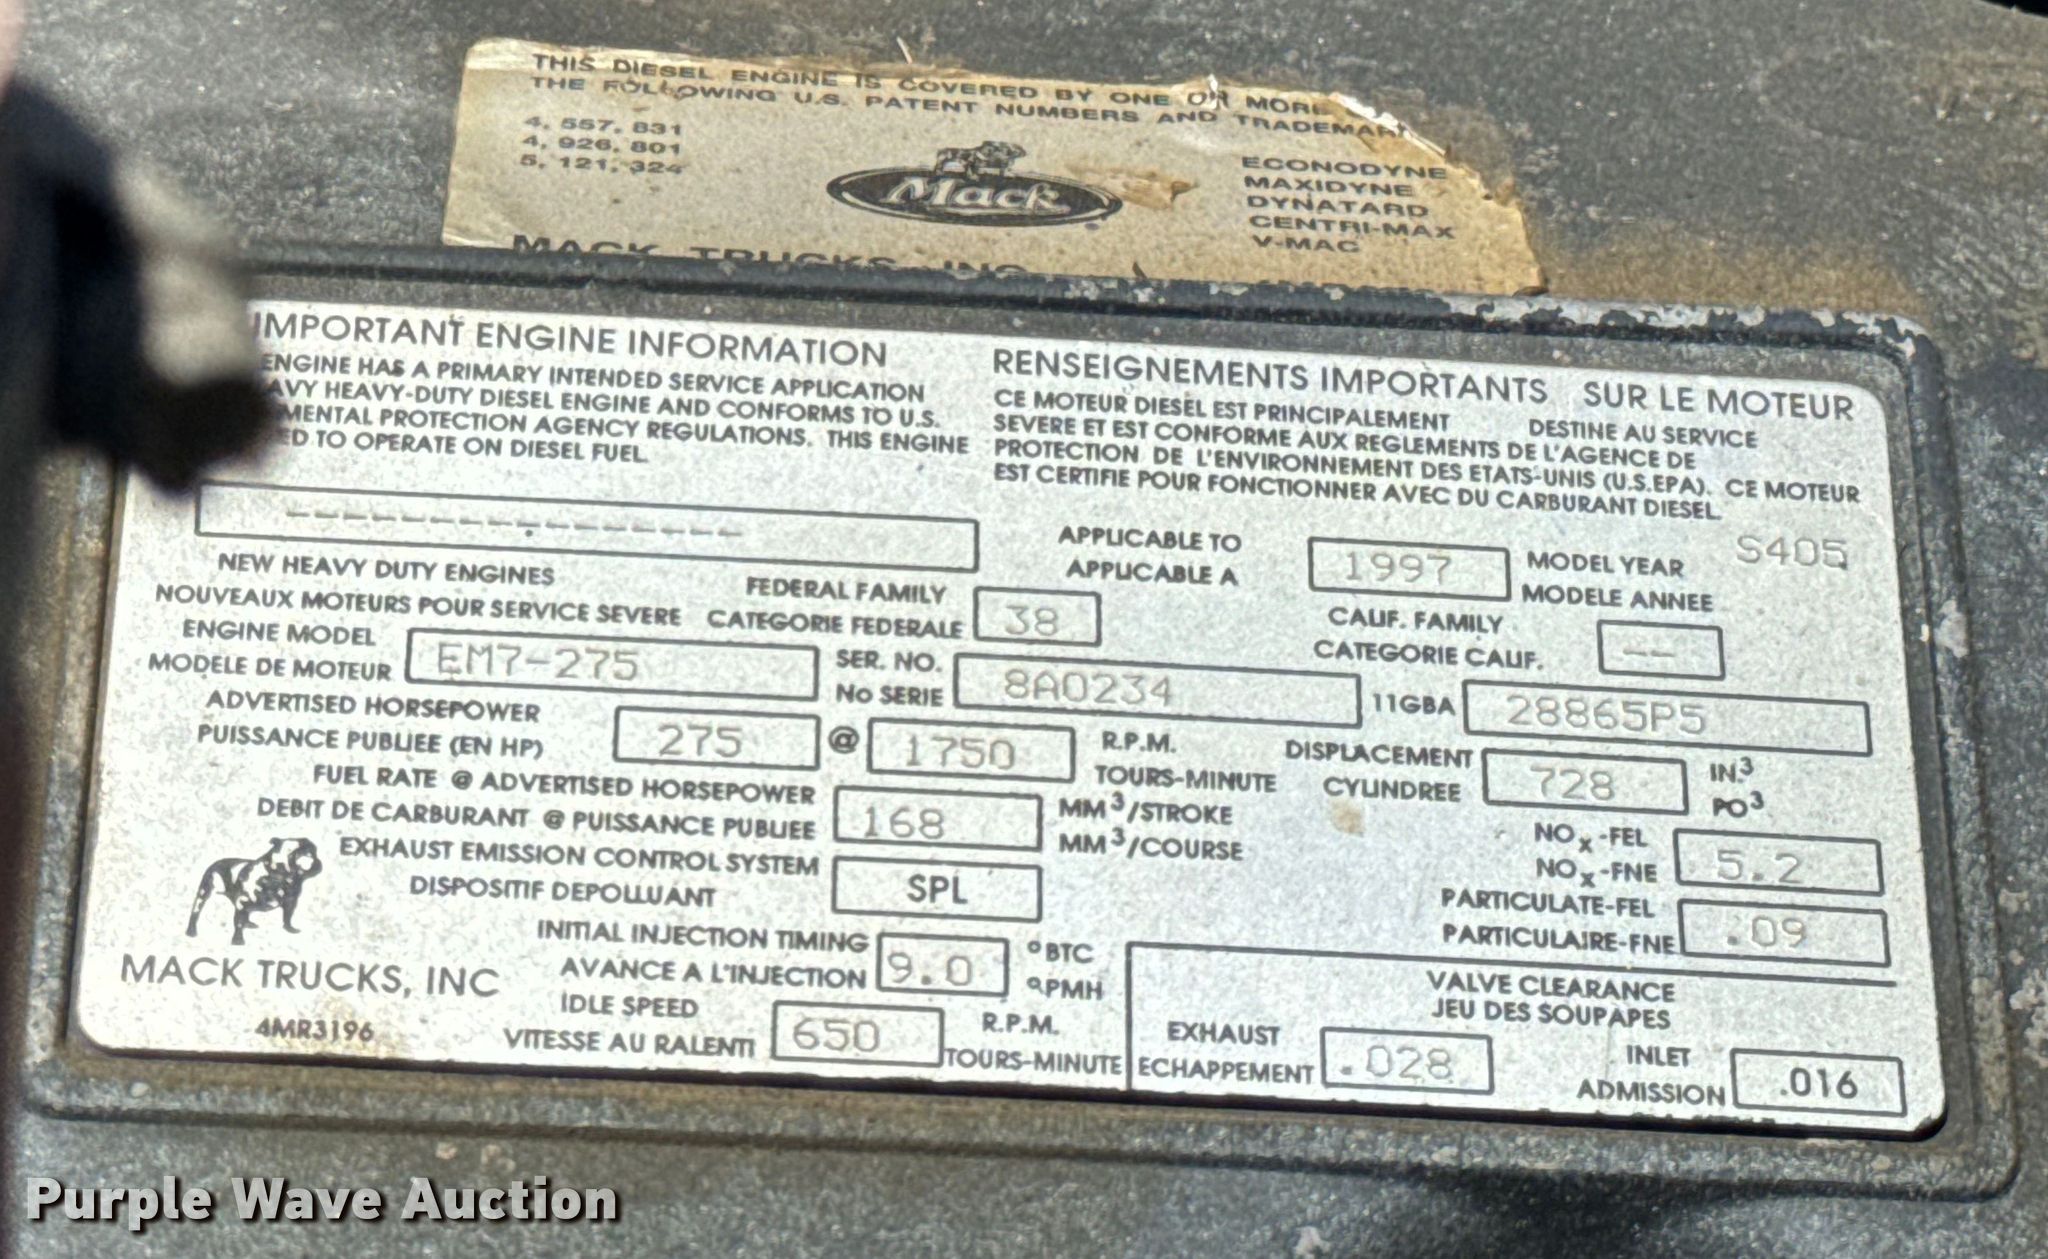 THIS DIESEL ENGINE IS COVERED BY ONE OR MORE
THE FOLLOWING U.S. PATENT NUMBERS AND TRADEMAR
4, 557, 831
4, 926, 801
5, 121, 324
Mack
ECONODYNE
MAXIDYNE
DYNATARD
CENTRI-MAX
V-MAC
MACK TRUCKS, INC
IMPORTANT ENGINE INFORMATION
ENGINE HAS A PRIMARY INTENDED SERVICE APPLICATION
AVY HEAVY-DUTY DIESEL ENGINE AND CONFORMS TO U.S.
MENTAL PROTECTION AGENCY REGULATIONS. THIS ENGINE
ED TO OPERATE ON DIESEL FUEL.
RENSEIGNEMENTS IMPORTANTS SUR LE MOTEUR
CE MOTEUR DIESEL EST PRINCIPALEMENT DESTINE AU SERVICE
SEVERE ET EST CONFORME AUX REGLEMENTS DE L'AGENCE DE
PROTECTION DE L'ENVIRONNEMENT DES ETATS-UNIS (U.S.EPA). CE MOTEUR
EST CERTIFIE POUR FONCTIONNER AVEC DU CARBURANT DIESEL.
----------.--------
NEW HEAVY DUTY ENGINES
NOUVEAUX MOTEURS POUR SERVICE SEVERE
APPLICABLE TO
APPLICABLE A
1997
MODEL YEAR
MODELE ANNEE
S405
FEDERAL FAMILY
CATEGORIE FEDERALE
38
CALIF. FAMILY
CATEGORIE CALIF.
--
ENGINE MODEL
MODELE DE MOTEUR
EM7-275
SER. NO.
No SERIE
8A0234
11GBA
28865P5
ADVERTISED HORSEPOWER
PUISSANCE PUBLIEE (EN HP)
275 @ 1750
R.P.M.
TOURS-MINUTE
DISPLACEMENT
CYLINDREE
728
IN.3
PO3
FUEL RATE @ ADVERTISED HORSEPOWER
DEBIT DE CARBURANT @ PUISSANCE PUBLIEE
168
MM3/STROKE
MM3/COURSE
NOx-FEL
NOx-FNE
5.2
EXHAUST EMISSION CONTROL SYSTEM
DISPOSITIF DEPOLLUANT
SPL
PARTICULATE-FEL
PARTICULAIRE-FNE
.09
INITIAL INJECTION TIMING
AVANCE A L'INJECTION
9.0
°BTC
°PMH
MACK TRUCKS, INC
4MR3196
IDLE SPEED
VITESSE AU RALENTI
650
R.P.M.
TOURS-MINUTE
VALVE CLEARANCE
JEU DES SOUPAPES
EXHAUST
ECHAPPEMENT
.028
INLET
ADMISSION
.016
Purple Wave Auction